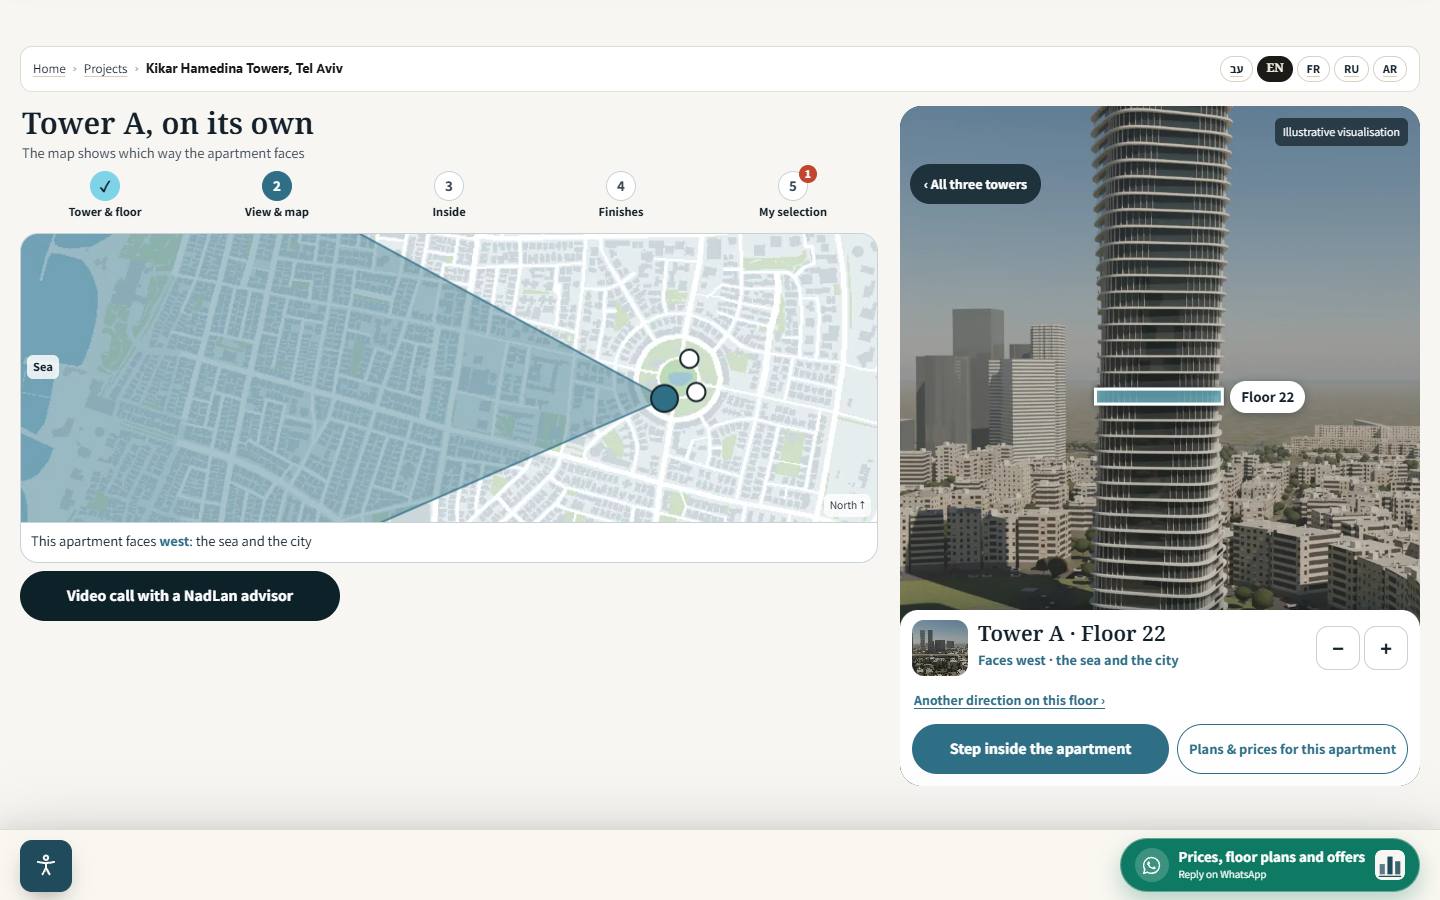 Home › Projects › Kikar Hamedina Towers, Tel Aviv
עב EN FR RU AR
Tower A, on its own
The map shows which way the apartment faces
✓ 2 3 4 5 1
Tower & floor View & map Inside Finishes My selection
Sea
North ↑
This apartment faces west: the sea and the city
Video call with a NadLan advisor
Illustrative visualisation
‹ All three towers
Floor 22
Tower A · Floor 22
Faces west · the sea and the city
− +
Another direction on this floor ›
Step inside the apartment
Plans & prices for this apartment
Prices, floor plans and offers
Reply on WhatsApp